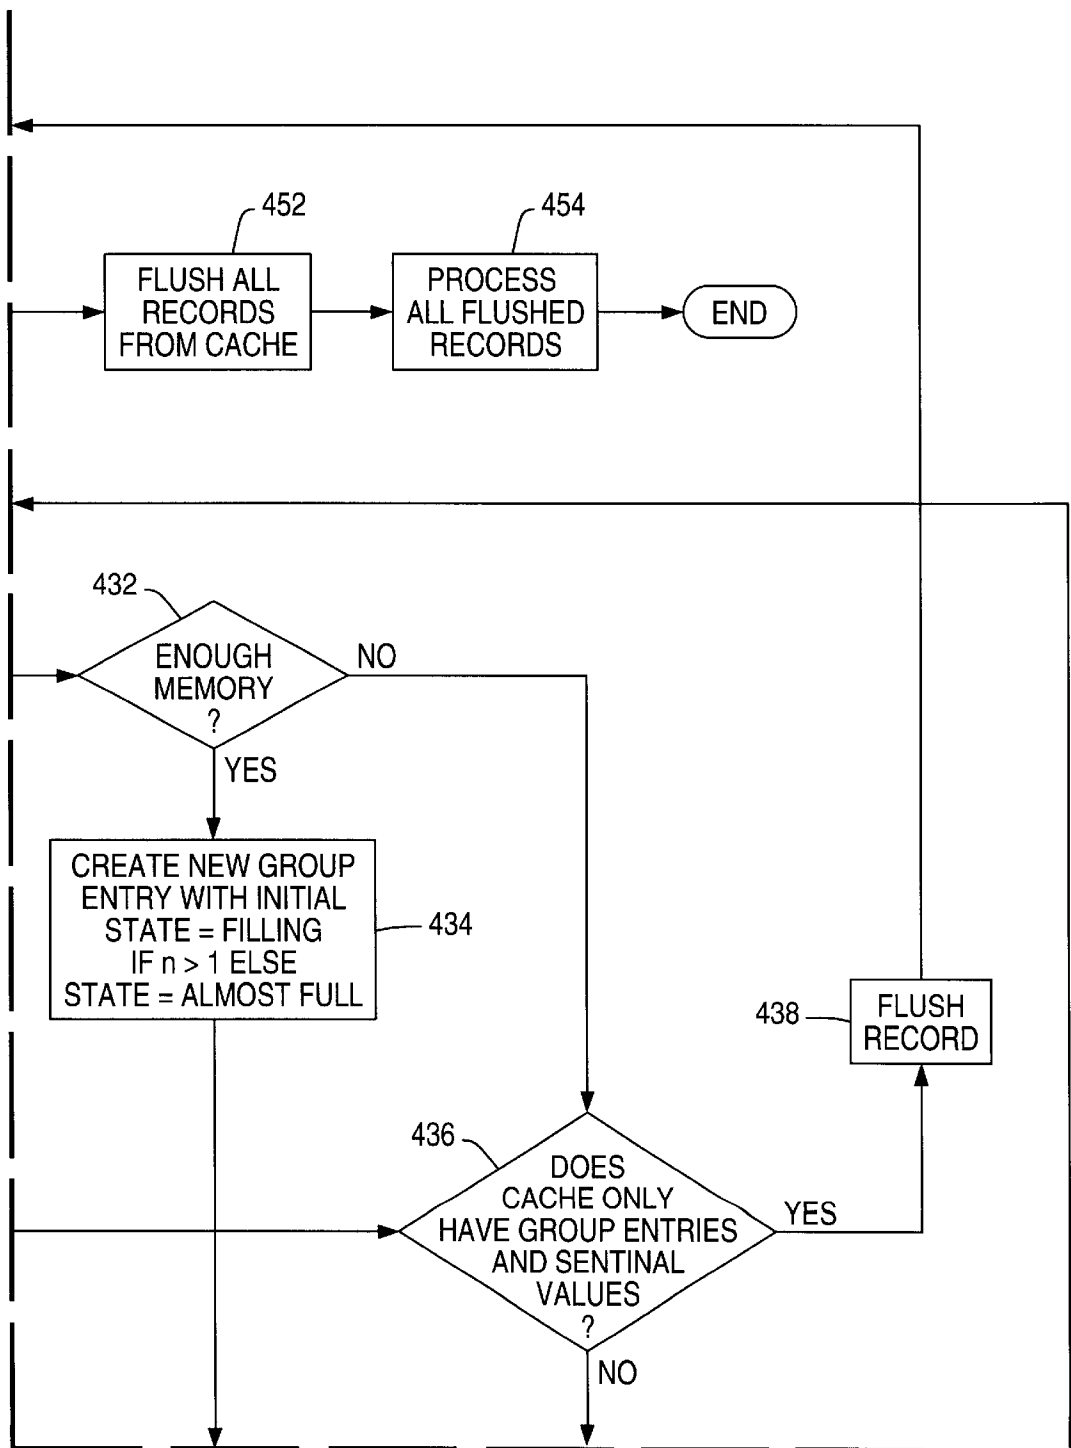 452
454
FLUSH ALL
RECORDS
FROM CACHE
PROCESS
ALL FLUSHED
RECORDS
END
432
ENOUGH
MEMORY
?
NO
YES
CREATE NEW GROUP
ENTRY WITH INITIAL
STATE = FILLING
IF n > 1 ELSE
STATE = ALMOST FULL
434
438
FLUSH
RECORD
436
DOES
CACHE ONLY
HAVE GROUP ENTRIES
AND SENTINAL
VALUES
?
YES
NO